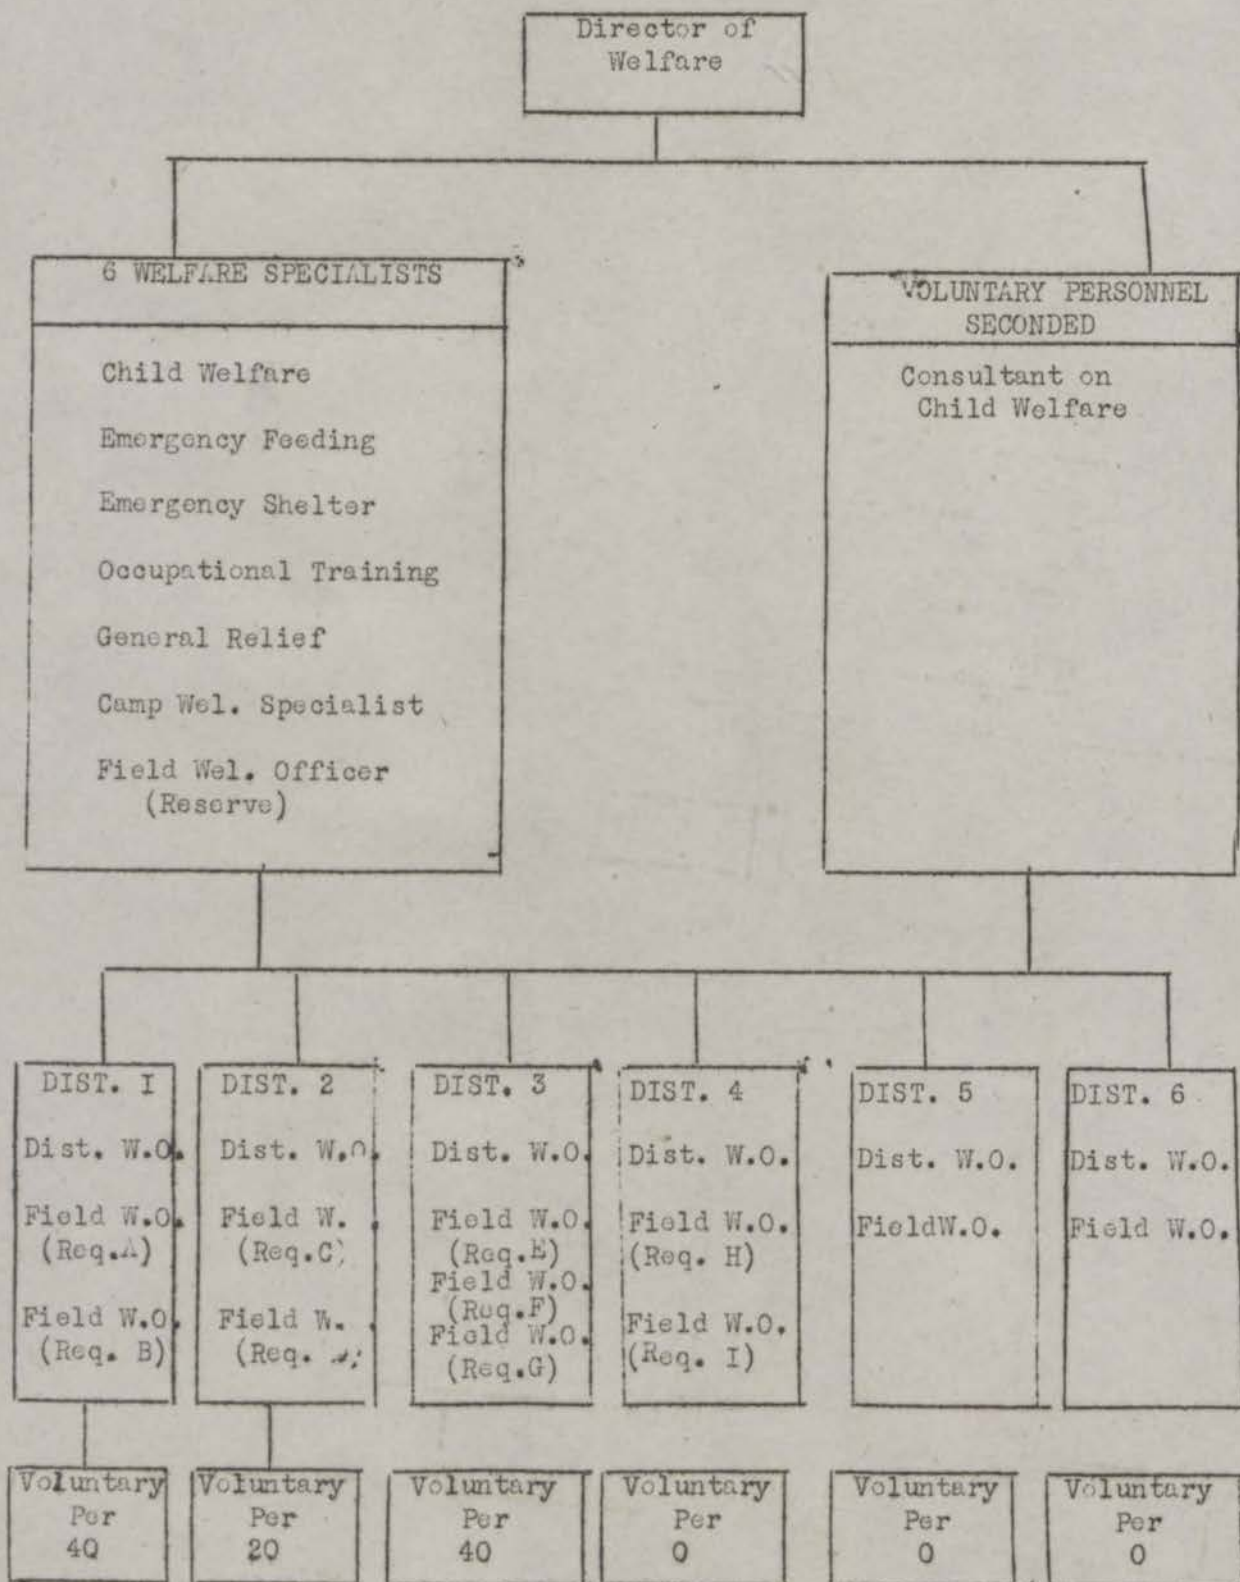 Director of
Welfare
6 WELFARE SPECIALISTS
Child Welfare
Emergency Feeding
Emergency Shelter
Occupational Training
General Relief
Camp Wel. Specialist
Field Wel. Officer
(Reserve)
VOLUNTARY PERSONNEL
SECONDED
Consultant on
Child Welfare
DIST. I
Dist. W.O.
Field W.O.
(Req.A)
Field W.O.
(Req. B)
DIST. 2
Dist. W.O.
Field W. .
(Req.C)
Field W. .
(Req.
DIST. 3
Dist. W.O.
Field W.O.
(Req.E)
Field W.O.
(Req.F)
Field W.O.
(Req.G)
DIST. 4
Dist. W.O.
Field W.O.
(Req. H)
Field W.O.
(Req. I)
DIST. 5
Dist. W.O.
FieldW.O.
DIST. 6
Dist. W.O.
Field W.O.
Voluntary
Per
40
Voluntary
Per
20
Voluntary
Per
40
Voluntary
Per
0
Voluntary
Per
0
Voluntary
Per
0